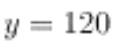 y = 120